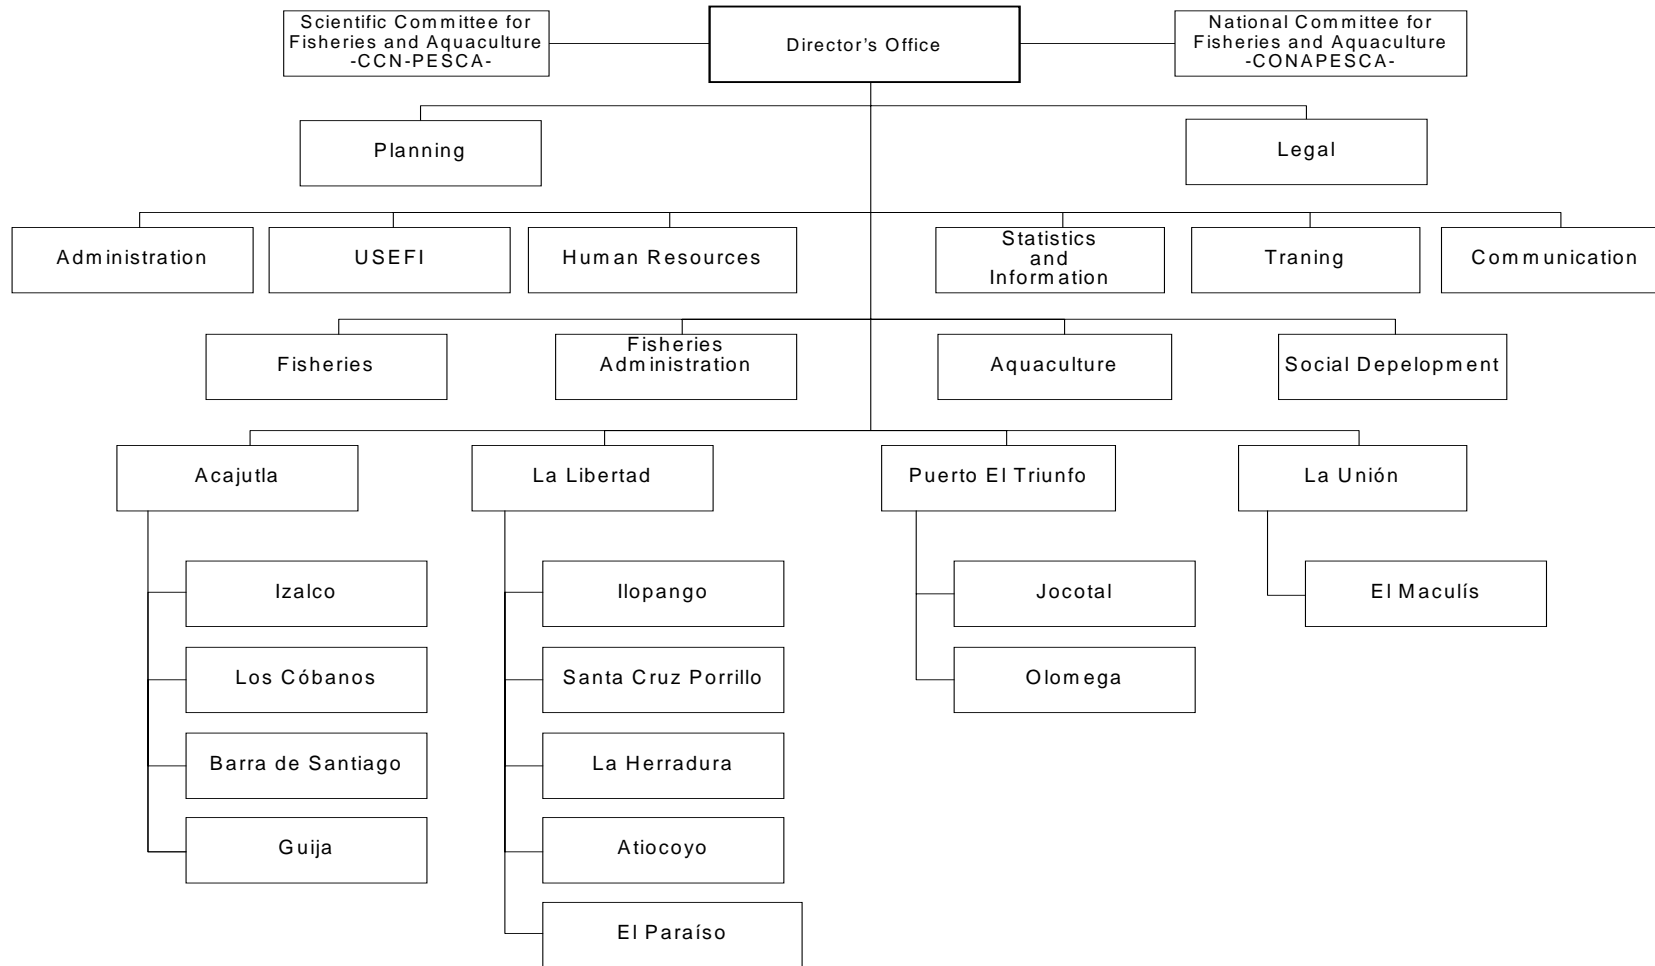 Scientific Committee for
Fisheries and Aquaculture
-CCN-PESCA-
Director's Office
National Committee for
Fisheries and Aquaculture
-CONAPESCA-
Planning
Legal
Administration
USEFI
Human Resources
Statistics
and
Information
Traning
Communication
Fisheries
Fisheries
Administration
Aquaculture
Social Depelopment
Acajutla
La Libertad
Puerto El Triunfo
La Unión
Izalco
Ilopango
Jocotal
El Maculís
Los Cóbanos
Santa Cruz Porrillo
Olomega
Barra de Santiago
La Herradura
Guija
Atiocoyo
El Paraíso